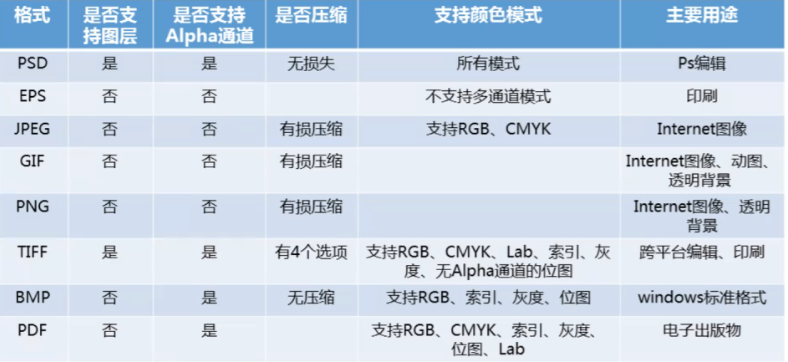 格式 是否支持图层 是否支持Alpha通道 是否压缩 支持颜色模式 主要用途
PSD 是 是 无损失 所有模式 Ps编辑
EPS 否 否 不支持多通道模式 印刷
JPEG 否 否 有损压缩 支持RGB、CMYK Internet图像
GIF 否 否 有损压缩 Internet图像、动图、透明背景
PNG 否 否 有损压缩 Internet图像、透明背景
TIFF 是 是 有4个选项 支持RGB、CMYK、Lab、索引、灰度、无Alpha通道的位图 跨平台编辑、印刷
BMP 否 是 无压缩 支持RGB、索引、灰度、位图 windows标准格式
PDF 否 是 支持RGB、CMYK、索引、灰度、位图、Lab 电子出版物